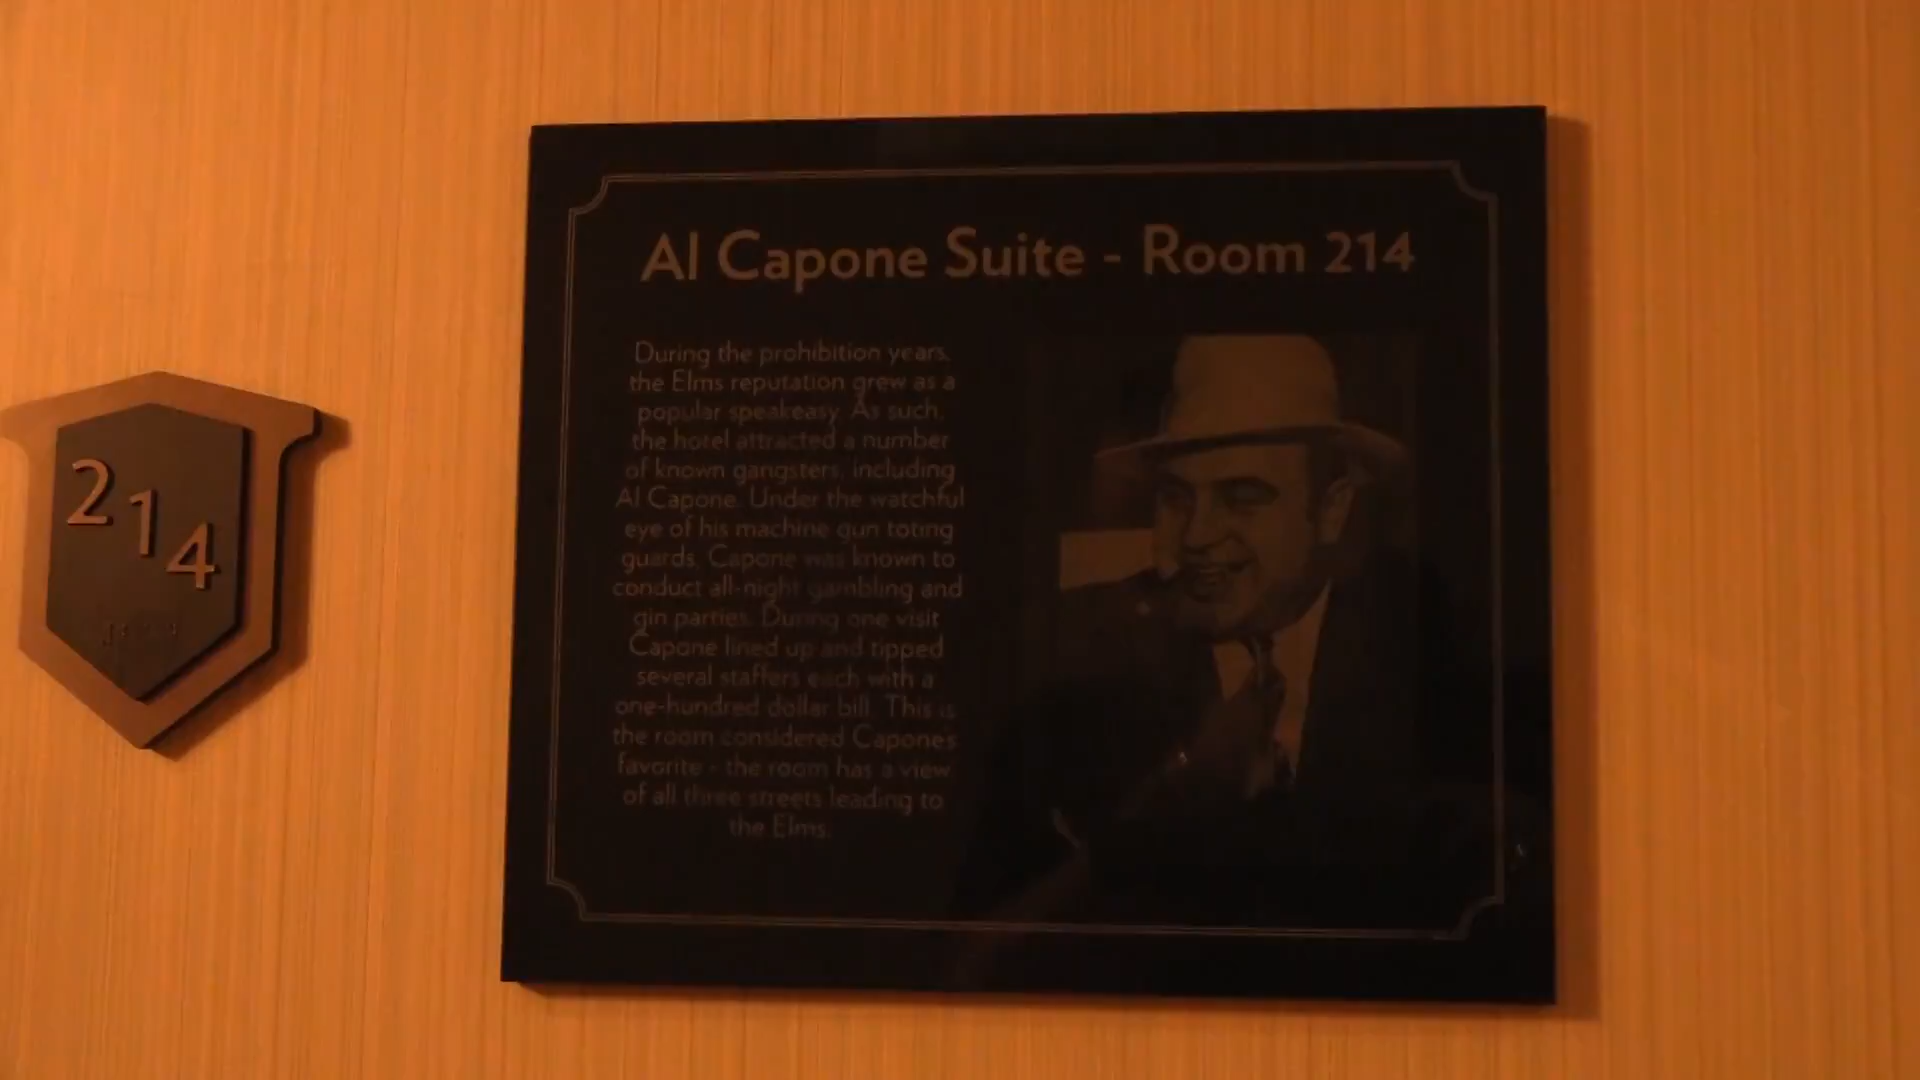 Al Capone Suite - Room 214
During the prohibition years,
the Elms reputation grew as a
popular speakeasy. As such,
the hotel attracted a number
of known gangsters, including
Al Capone. Under the watchful
eye of his machine gun toting
guards, Capone was known to
conduct all-night gambling and
gin parties. During one visit
Capone lined up and tipped
several staffers each with a
one-hundred dollar bill. This is
the room considered Capone's
favorite - the room has a view
of all three streets leading to
the Elms.
214